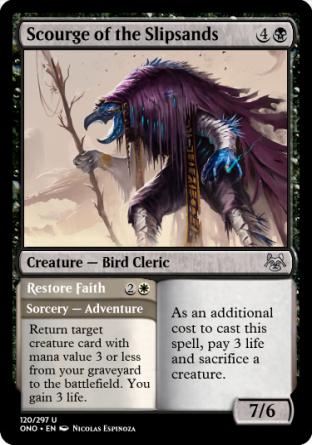 Scourge of the Slipsands 4
Creature — Bird Cleric
Restore Faith 2
Sorcery — Adventure
Return target
creature card with
mana value 3 or less
from your graveyard
to the battlefield. You
gain 3 life.
As an additional
cost to cast this
spell, pay 3 life
and sacrifice a
creature.
7/6
120/297 U
ONO • EN Nicolas Espinoza